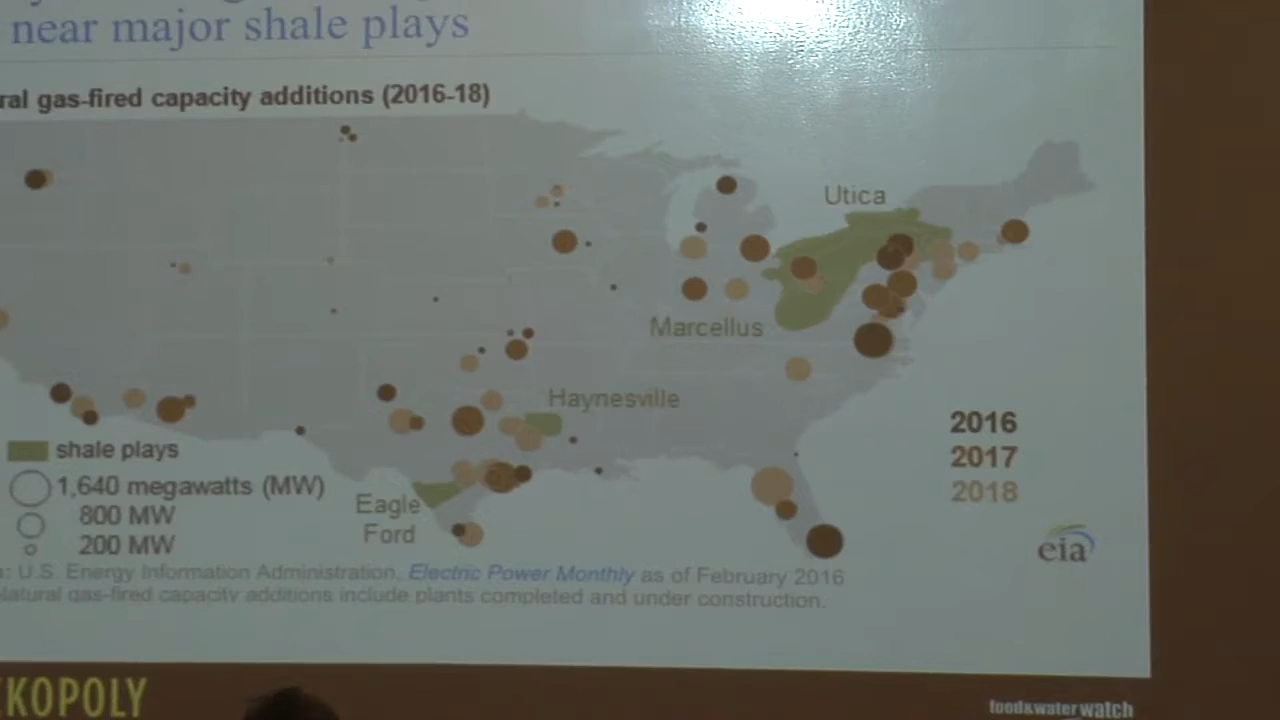 near major shale plays
ral gas-fired capacity additions (2016-18)
Utica
Marcellus
Haynesville
2016
shale plays
2017
1,640 megawatts (MW)
Eagle
Ford
2018
800 MW
200 MW
eia
: U.S. Energy Information Administration, Electric Power Monthly as of February 2016
latural gas-fired capacity additions include plants completed and under construction.
KOPOLY
food&waterwatch